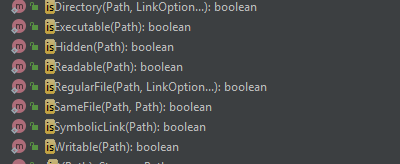 m isDirectory(Path, LinkOption...): boolean
m isExecutable(Path): boolean
m isHidden(Path): boolean
m isReadable(Path): boolean
m isRegularFile(Path, LinkOption...): boolean
m isSameFile(Path, Path): boolean
m isSymbolicLink(Path): boolean
m isWritable(Path): boolean